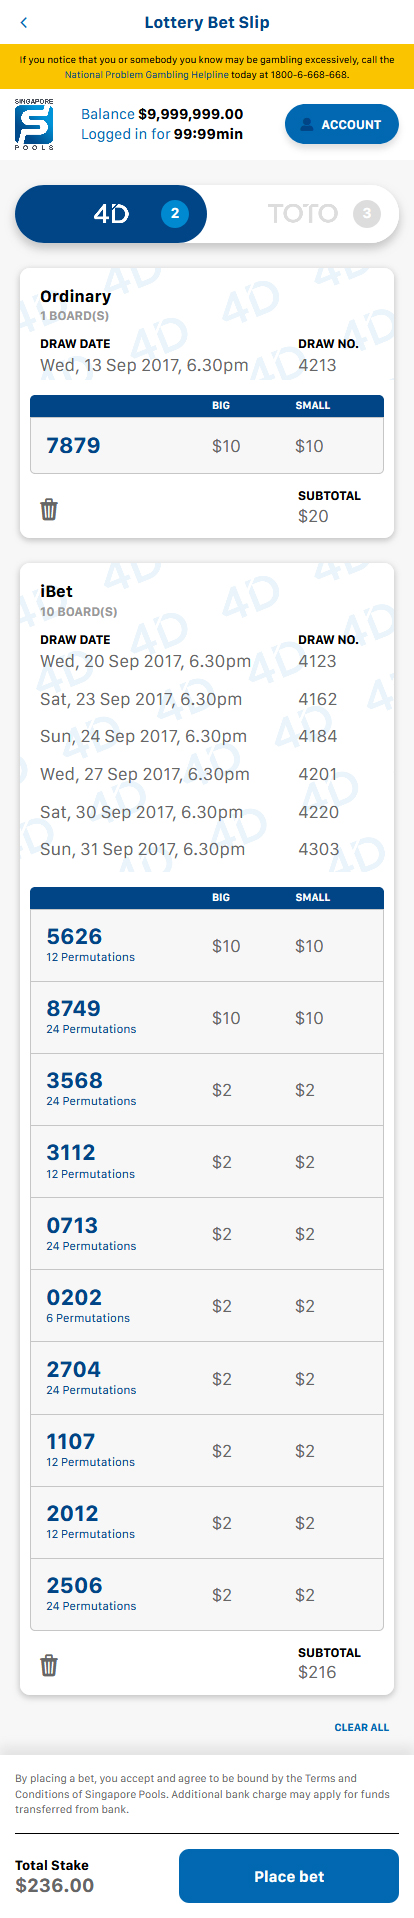 Lottery Bet Slip
If you notice that you or somebody you know may be gambling excessively, call the
National Problem Gambling Helpline today at 1800-6-668-668.
SINGAPORE
S
POOLS
Balance $9,999,999.00
Logged in for 99:99min
ACCOUNT
4D 2
TOTO 3
Ordinary
1 BOARD(S)
DRAW DATE DRAW NO.
Wed, 13 Sep 2017, 6.30pm 4213
BIG SMALL
7879 $10 $10
SUBTOTAL
$20
iBet
10 BOARD(S)
DRAW DATE DRAW NO.
Wed, 20 Sep 2017, 6.30pm 4123
Sat, 23 Sep 2017, 6.30pm 4162
Sun, 24 Sep 2017, 6.30pm 4184
Wed, 27 Sep 2017, 6.30pm 4201
Sat, 30 Sep 2017, 6.30pm 4220
Sun, 31 Sep 2017, 6.30pm 4303
BIG SMALL
5626 $10 $10
12 Permutations
8749 $10 $10
24 Permutations
3568 $2 $2
24 Permutations
3112 $2 $2
12 Permutations
0713 $2 $2
24 Permutations
0202 $2 $2
6 Permutations
2704 $2 $2
24 Permutations
1107 $2 $2
12 Permutations
2012 $2 $2
12 Permutations
2506 $2 $2
24 Permutations
SUBTOTAL
$216
CLEAR ALL
By placing a bet, you accept and agree to be bound by the Terms and
Conditions of Singapore Pools. Additional bank charge may apply for funds
transferred from bank.
Total Stake
$236.00
Place bet